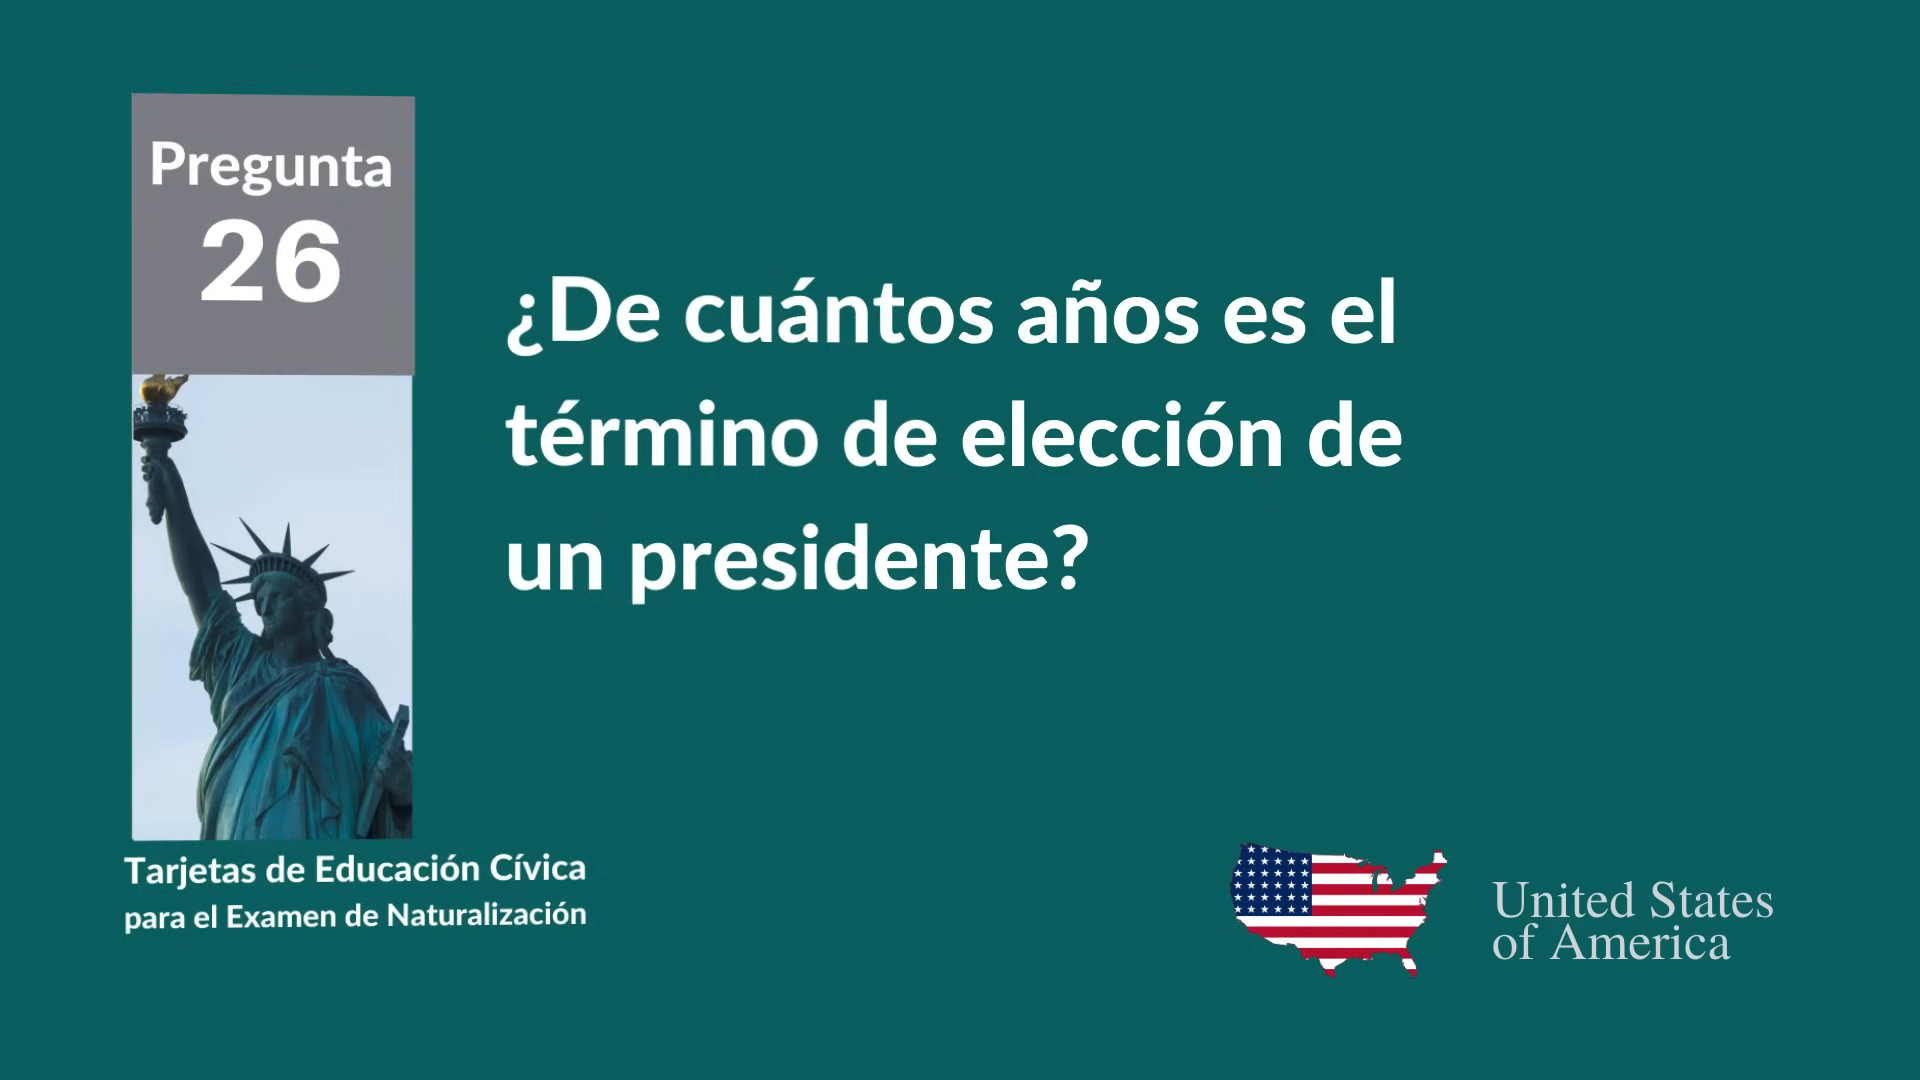 Pregunta
26
¿De cuántos años es el
término de elección de
un presidente?
Tarjetas de Educación Cívica
para el Examen de Naturalización
United States
of America